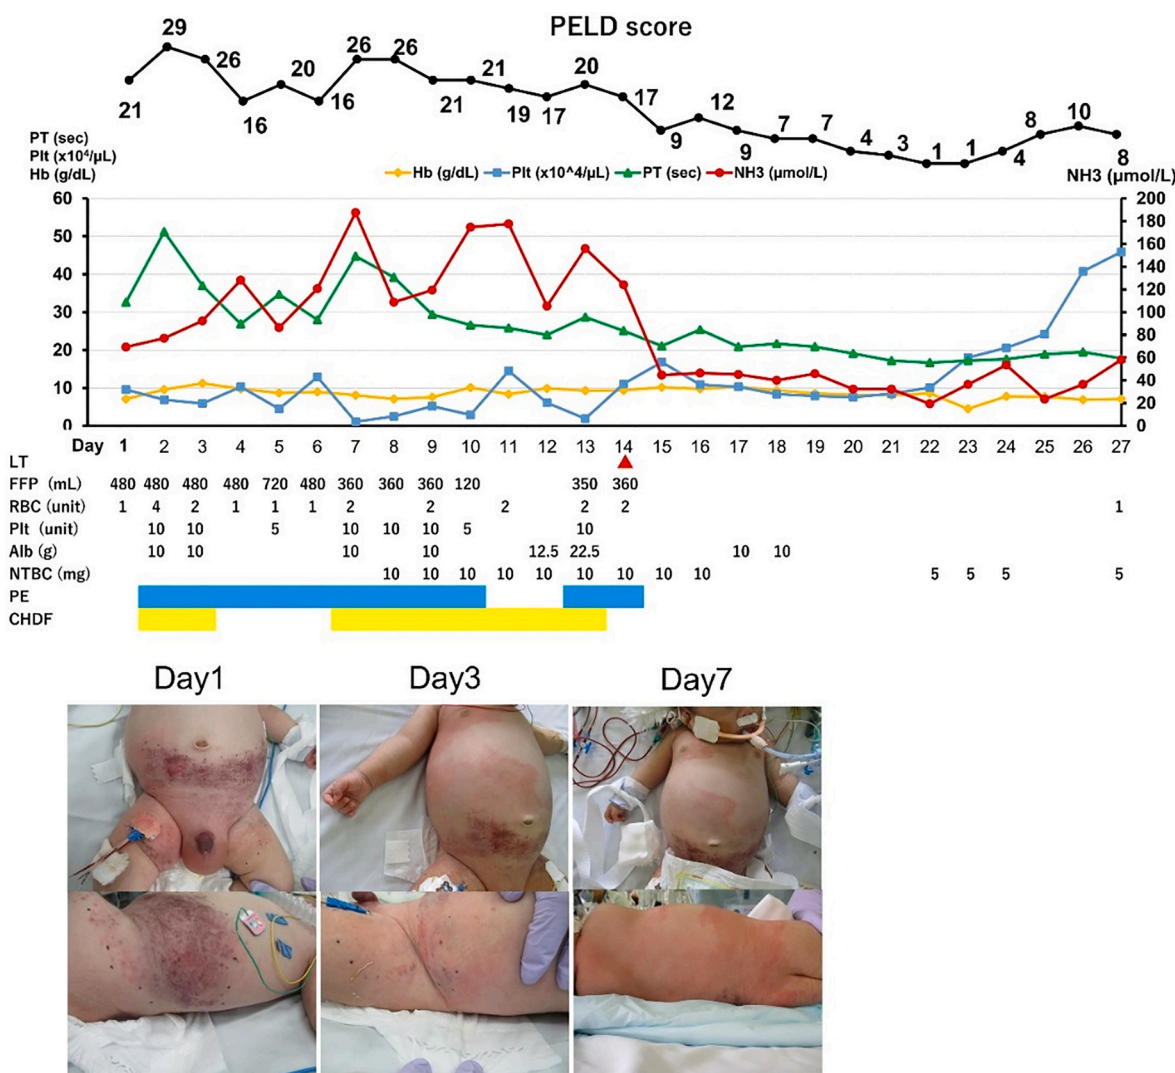 PELD score
29
26
20
26
26
21
20
17
12
7
7
4
3
1
1
8
10
21
16
16
21
19
17
9
9
4
8
PT (sec)
Plt (x10⁴/μL)
Hb (g/dL)
Hb (g/dL) Plt (x10^4/μL) PT (sec) NH3 (μmol/L)
NH3 (μmol/L)
60 200
50 180
40 160
30 140
20 120
10 100
0 80
60
40
20
0
Day 1 2 3 4 5 6 7 8 9 10 11 12 13 14 15 16 17 18 19 20 21 22 23 24 25 26 27
LT
FFP (mL) 480 480 480 480 720 480 360 360 360 120 350 360
RBC (unit) 1 4 2 1 1 1 2 2 2 2 2 1
Plt (unit) 10 10 5 10 10 10 5 10
Alb (g) 10 10 10 10 12.5 22.5 10 10
NTBC (mg) 10 10 10 10 10 10 10 10 10 5 5 5 5
PE
CHDF
Day1 Day3 Day7